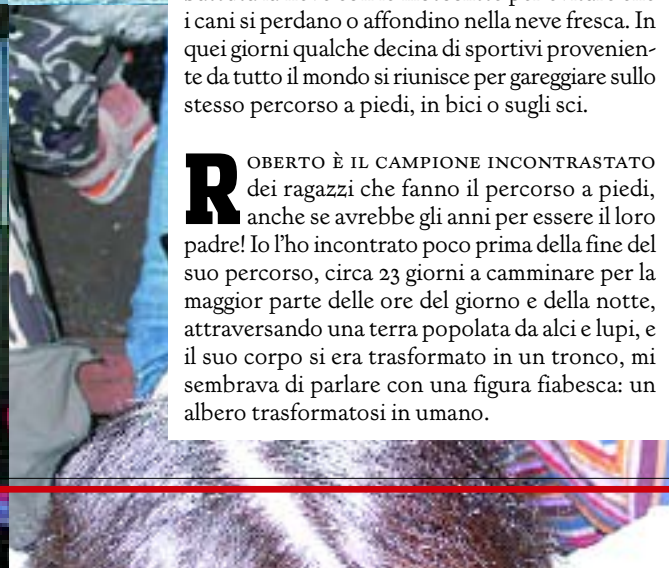 i cani si perdano o affondino nella neve fresca. In
quei giorni qualche decina di sportivi provenien-
te da tutto il mondo si riunisce per gareggiare sullo
stesso percorso a piedi, in bici o sugli sci.
ROBERTO È IL CAMPIONE INCONTRASTATO
dei ragazzi che fanno il percorso a piedi,
anche se avrebbe gli anni per essere il loro
padre! Io l'ho incontrato poco prima della fine del
suo percorso, circa 23 giorni a camminare per la
maggior parte delle ore del giorno e della notte,
attraversando una terra popolata da alci e lupi, e
il suo corpo si era trasformato in un tronco, mi
sembrava di parlare con una figura fiabesca: un
albero trasformatosi in umano.